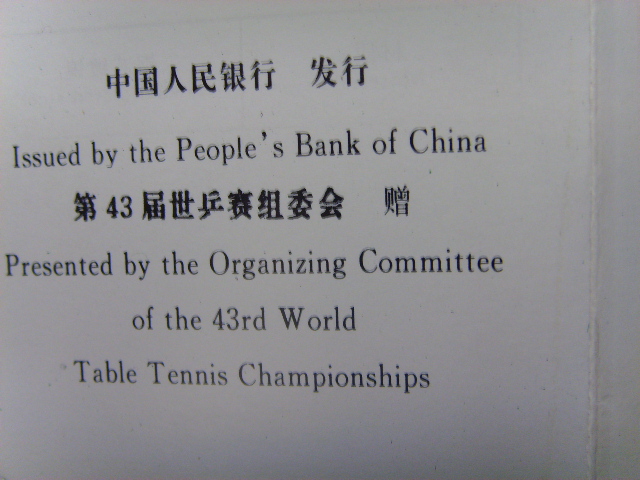 中国人民银行 发行
Issued by the People's Bank of China
第43届世乒赛组委会 赠
Presented by the Organizing Committee
of the 43rd World
Table Tennis Championships